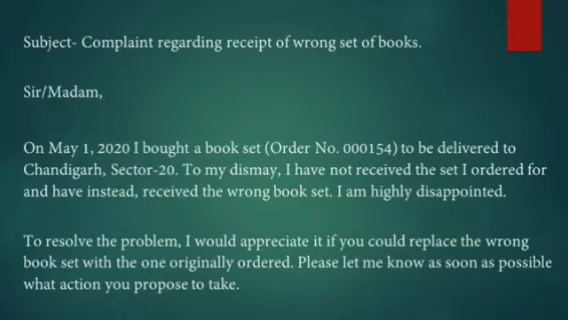 Subject- Complaint regarding receipt of wrong set of books.
Sir/Madam,
On May 1, 2020 I bought a book set (Order No. 000154) to be delivered to
Chandigarh, Sector-20. To my dismay, I have not received the set I ordered for
and have instead, received the wrong book set. I am highly disappointed.
To resolve the problem, I would appreciate it if you could replace the wrong
book set with the one originally ordered. Please let me know as soon as possible
what action you propose to take.